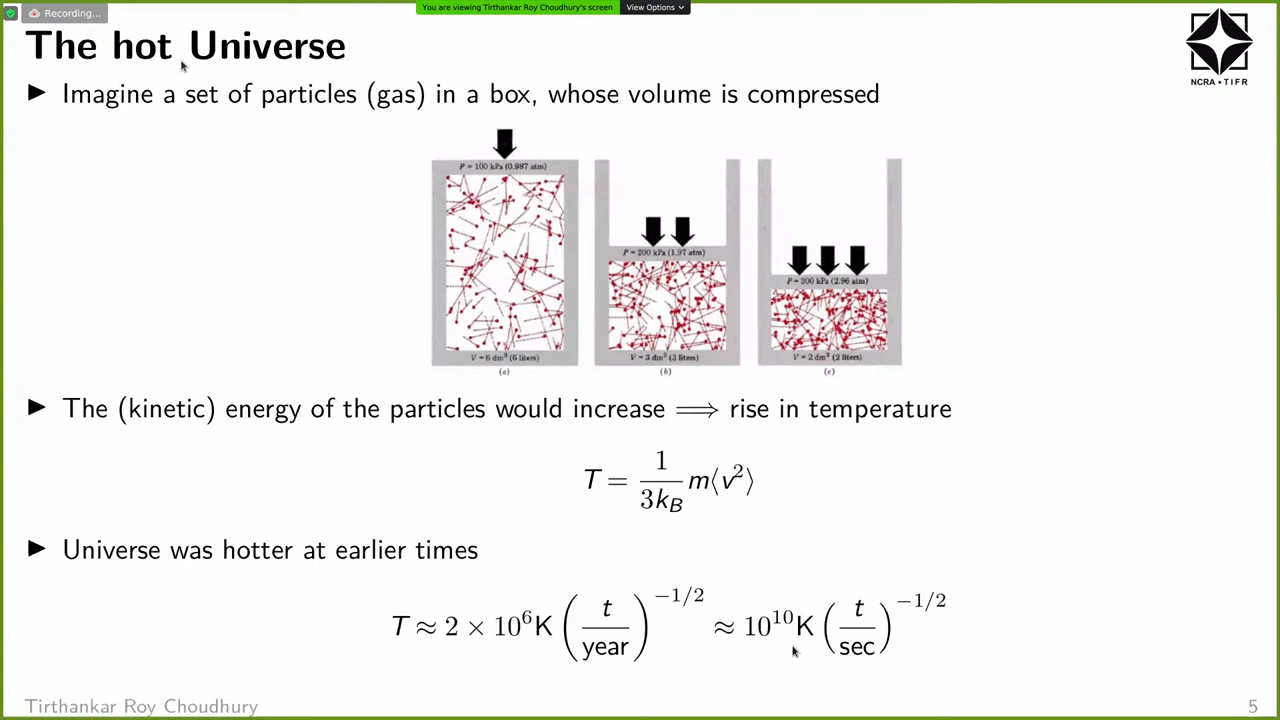 Recording...
You are viewing Tirthankar Roy Choudhury's screen
View Options
The hot Universe
NCRA • TIFR
▶ Imagine a set of particles (gas) in a box, whose volume is compressed
P = 100 kPa (0.987 atm)
P = 200 kPa (1.97 atm)
P = 300 kPa (2.96 atm)
V = 6 dm³ (6 liters)
V = 3 dm³ (3 liters)
V = 2 dm³ (2 liters)
(a)
(b)
(c)
▶ The (kinetic) energy of the particles would increase ⟹ rise in temperature
T = 1/3k_B m⟨v²⟩
▶ Universe was hotter at earlier times
T ≈ 2 × 10⁶K (t/year)^−1/2 ≈ 10¹⁰K (t/sec)^−1/2
Tirthankar Roy Choudhury
5